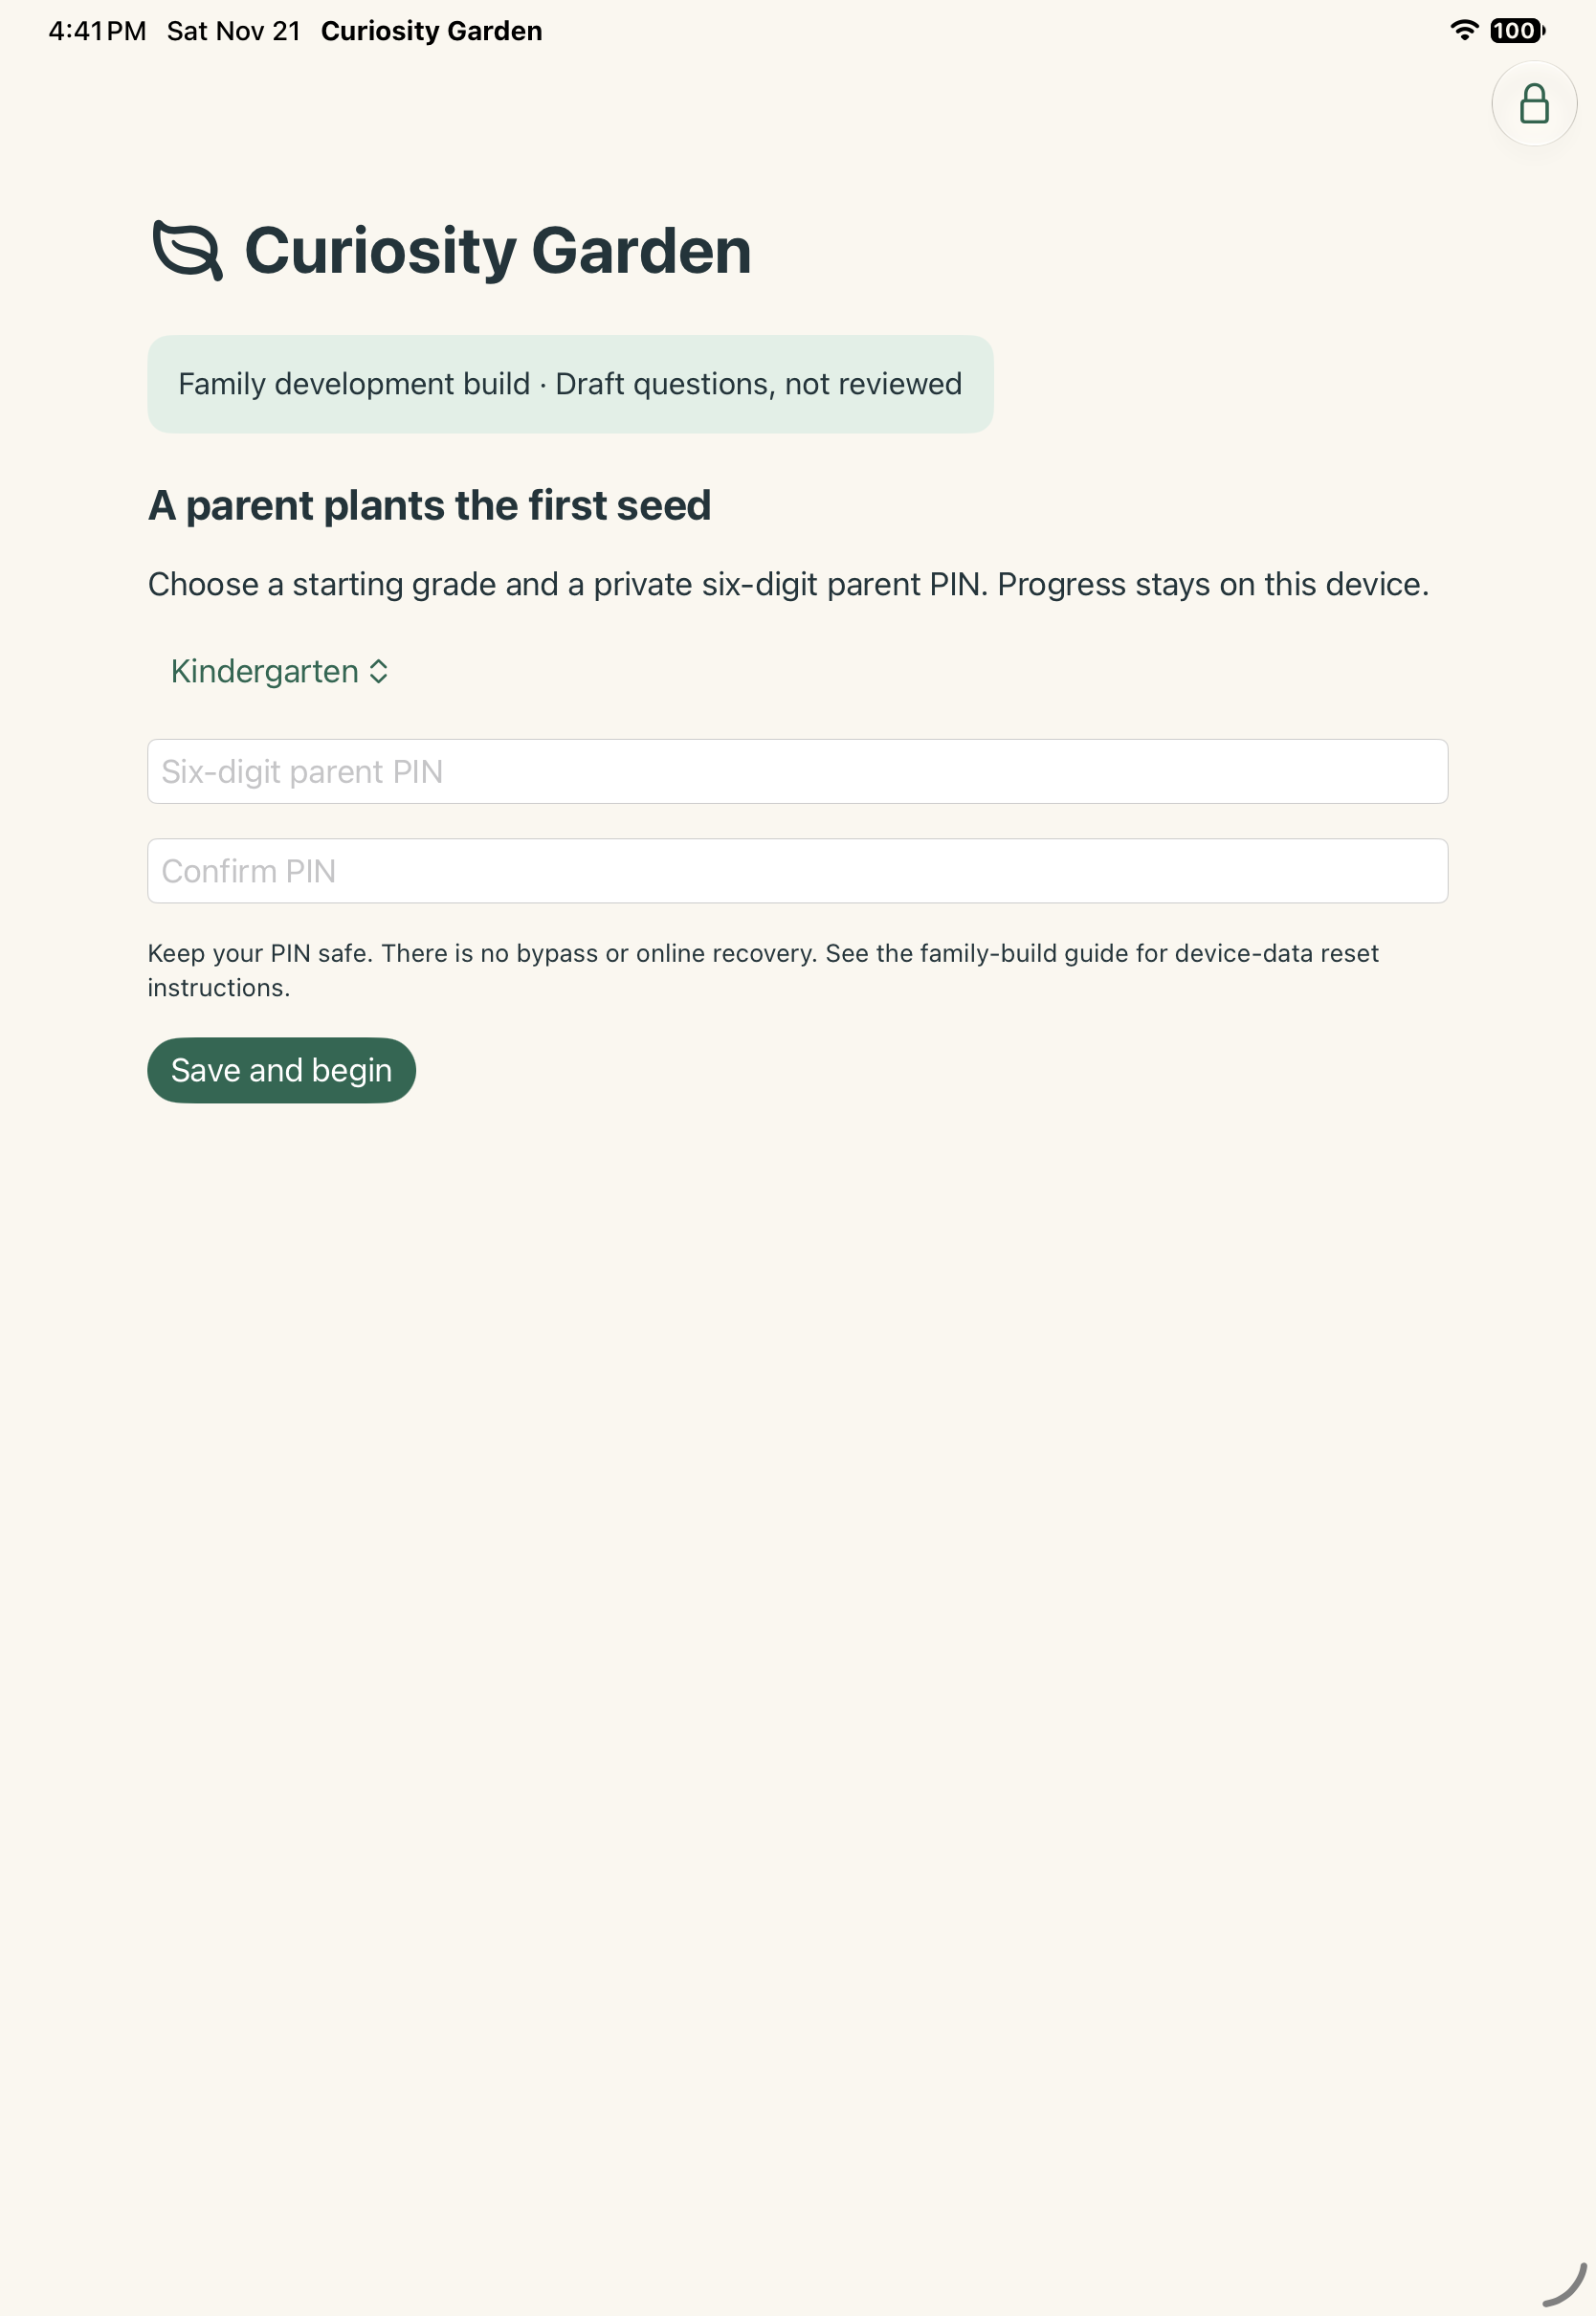 4:41 PM Sat Nov 21 Curiosity Garden 100
Curiosity Garden
Family development build · Draft questions, not reviewed
A parent plants the first seed
Choose a starting grade and a private six-digit parent PIN. Progress stays on this device.
Kindergarten
Six-digit parent PIN
Confirm PIN
Keep your PIN safe. There is no bypass or online recovery. See the family-build guide for device-data reset
instructions.
Save and begin